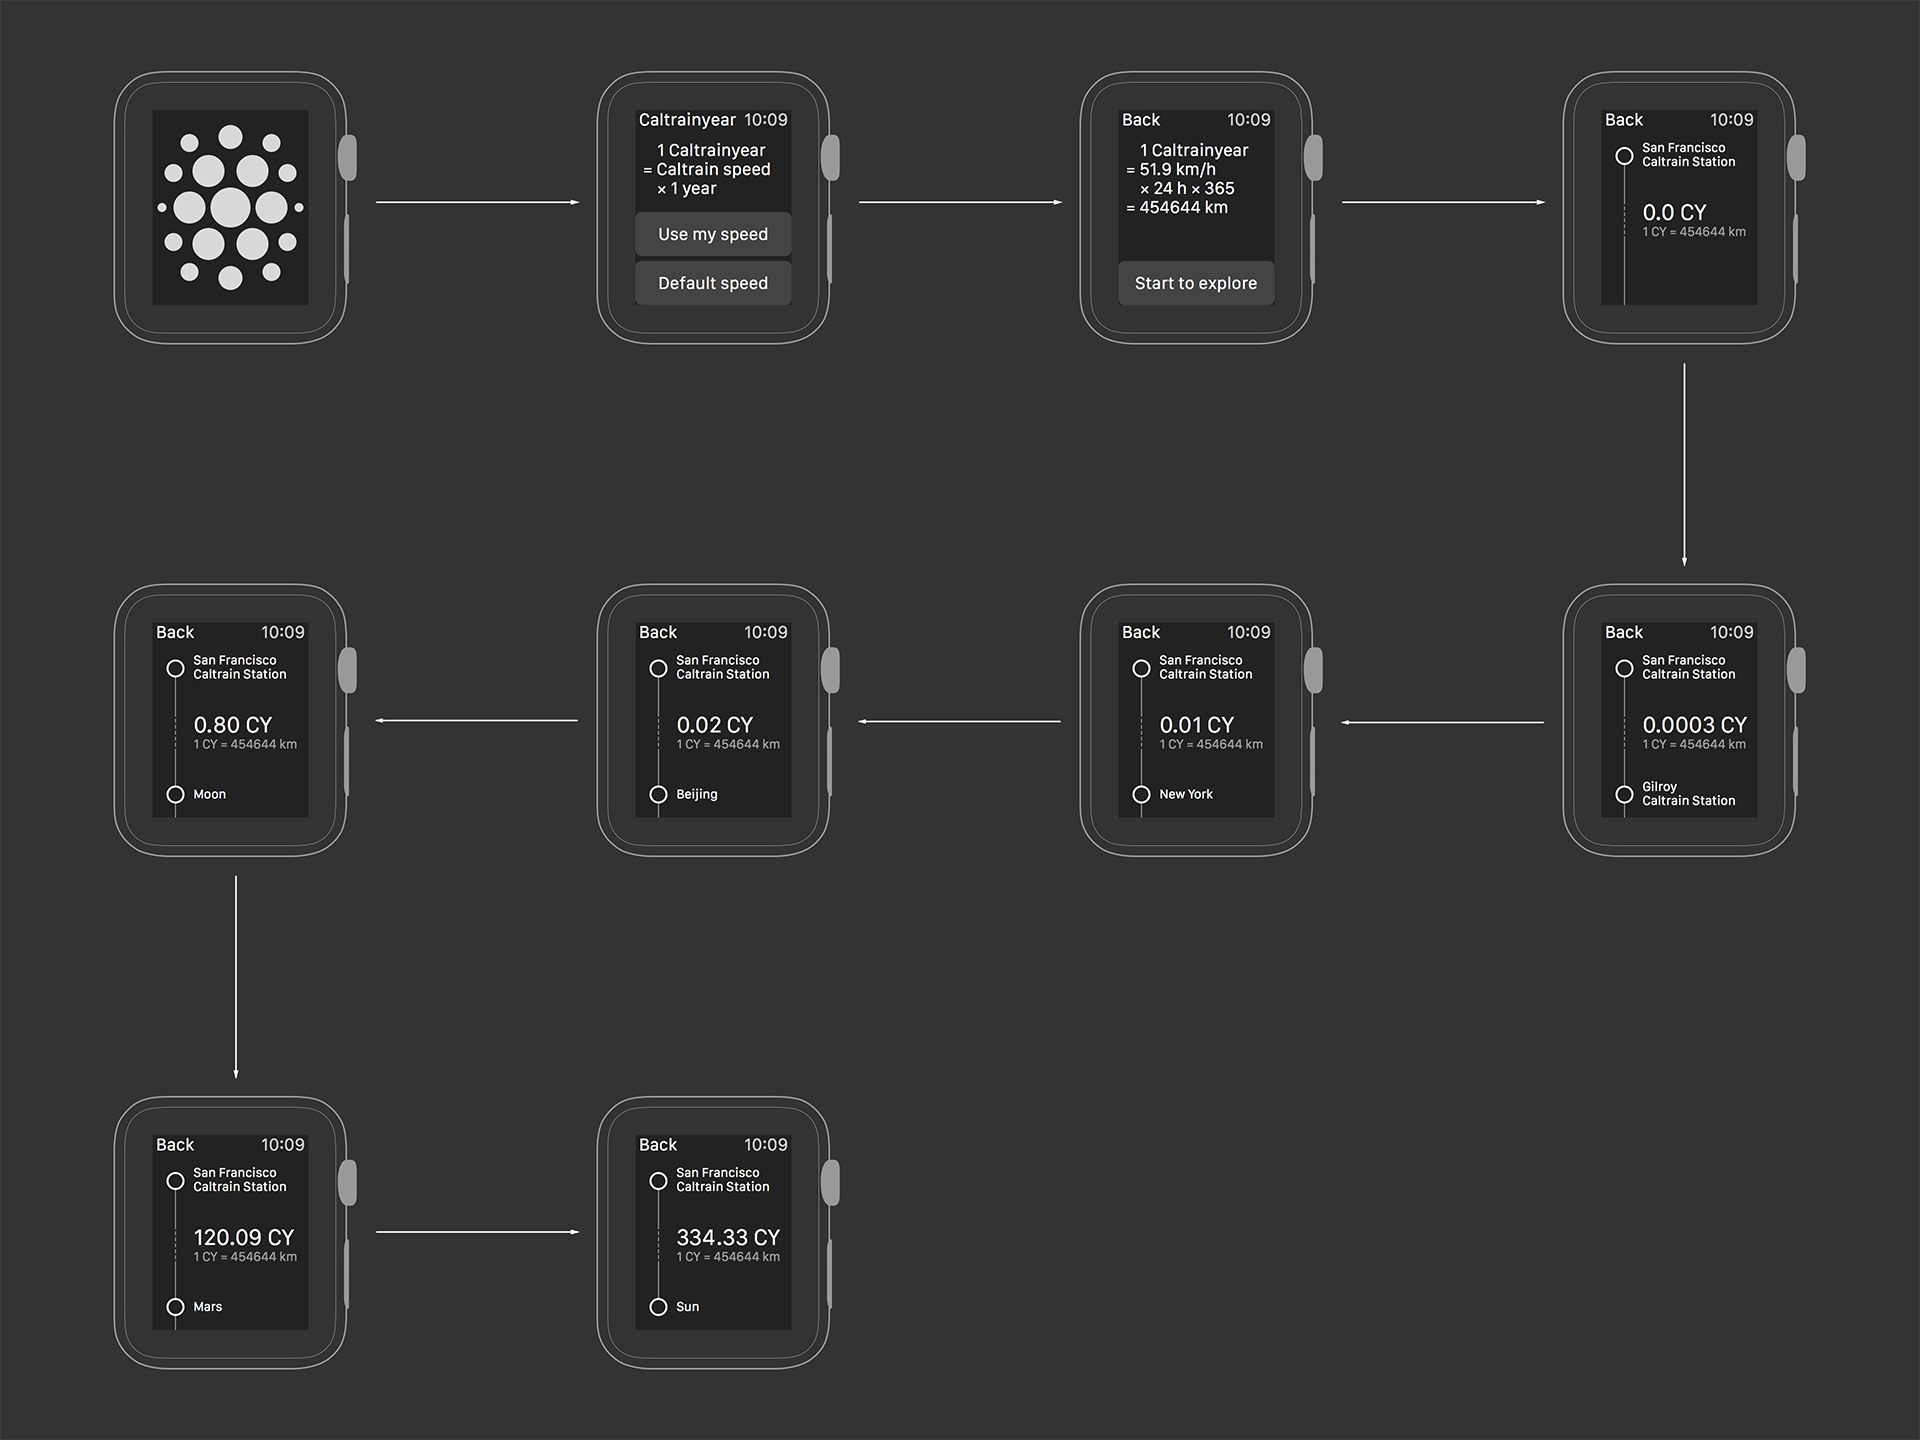 Caltrainyear 10:09
1 Caltrainyear
= Caltrain speed
× 1 year
Use my speed
Default speed
Back 10:09
1 Caltrainyear
= 51.9 km/h
× 24 h × 365
= 454644 km
Start to explore
Back 10:09
San Francisco
Caltrain Station
0.0 CY
1 CY = 454644 km
Back 10:09
San Francisco
Caltrain Station
0.0003 CY
1 CY = 454644 km
Gilroy
Caltrain Station
Back 10:09
San Francisco
Caltrain Station
0.01 CY
1 CY = 454644 km
New York
Back 10:09
San Francisco
Caltrain Station
0.02 CY
1 CY = 454644 km
Beijing
Back 10:09
San Francisco
Caltrain Station
0.80 CY
1 CY = 454644 km
Moon
Back 10:09
San Francisco
Caltrain Station
120.09 CY
1 CY = 454644 km
Mars
Back 10:09
San Francisco
Caltrain Station
334.33 CY
1 CY = 454644 km
Sun